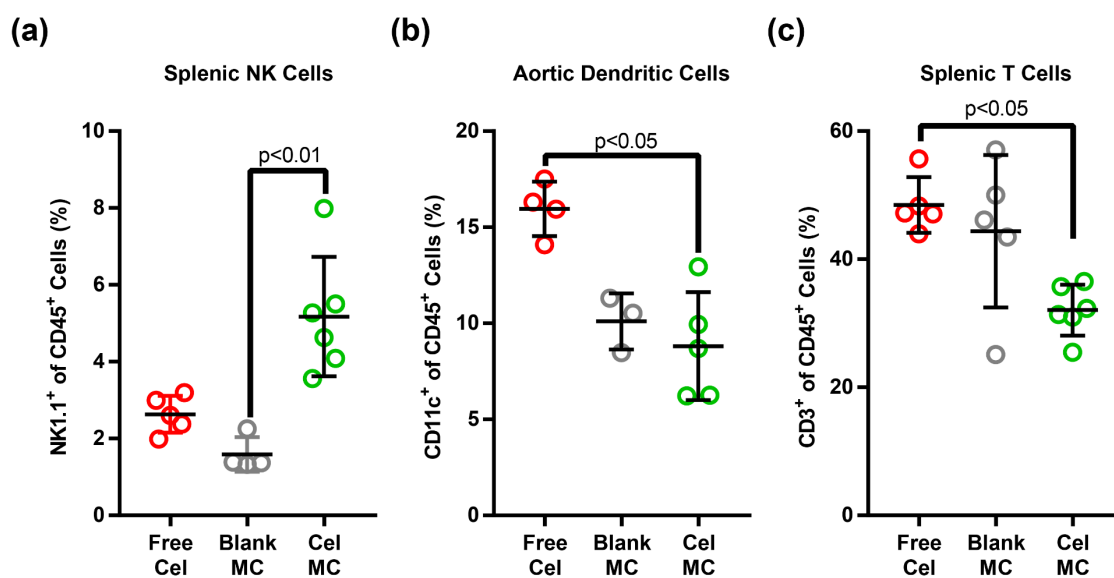 (a)
Splenic NK Cells
NK1.1⁺ of CD45⁺ Cells (%)
10
8
6
4
2
0
p<0.01
Free Cel
Blank MC
Cel MC
(b)
Aortic Dendritic Cells
CD11c⁺ of CD45⁺ Cells (%)
20
15
10
5
0
p<0.05
Free Cel
Blank MC
Cel MC
(c)
Splenic T Cells
CD3⁺ of CD45⁺ Cells (%)
60
40
20
0
p<0.05
Free Cel
Blank MC
Cel MC